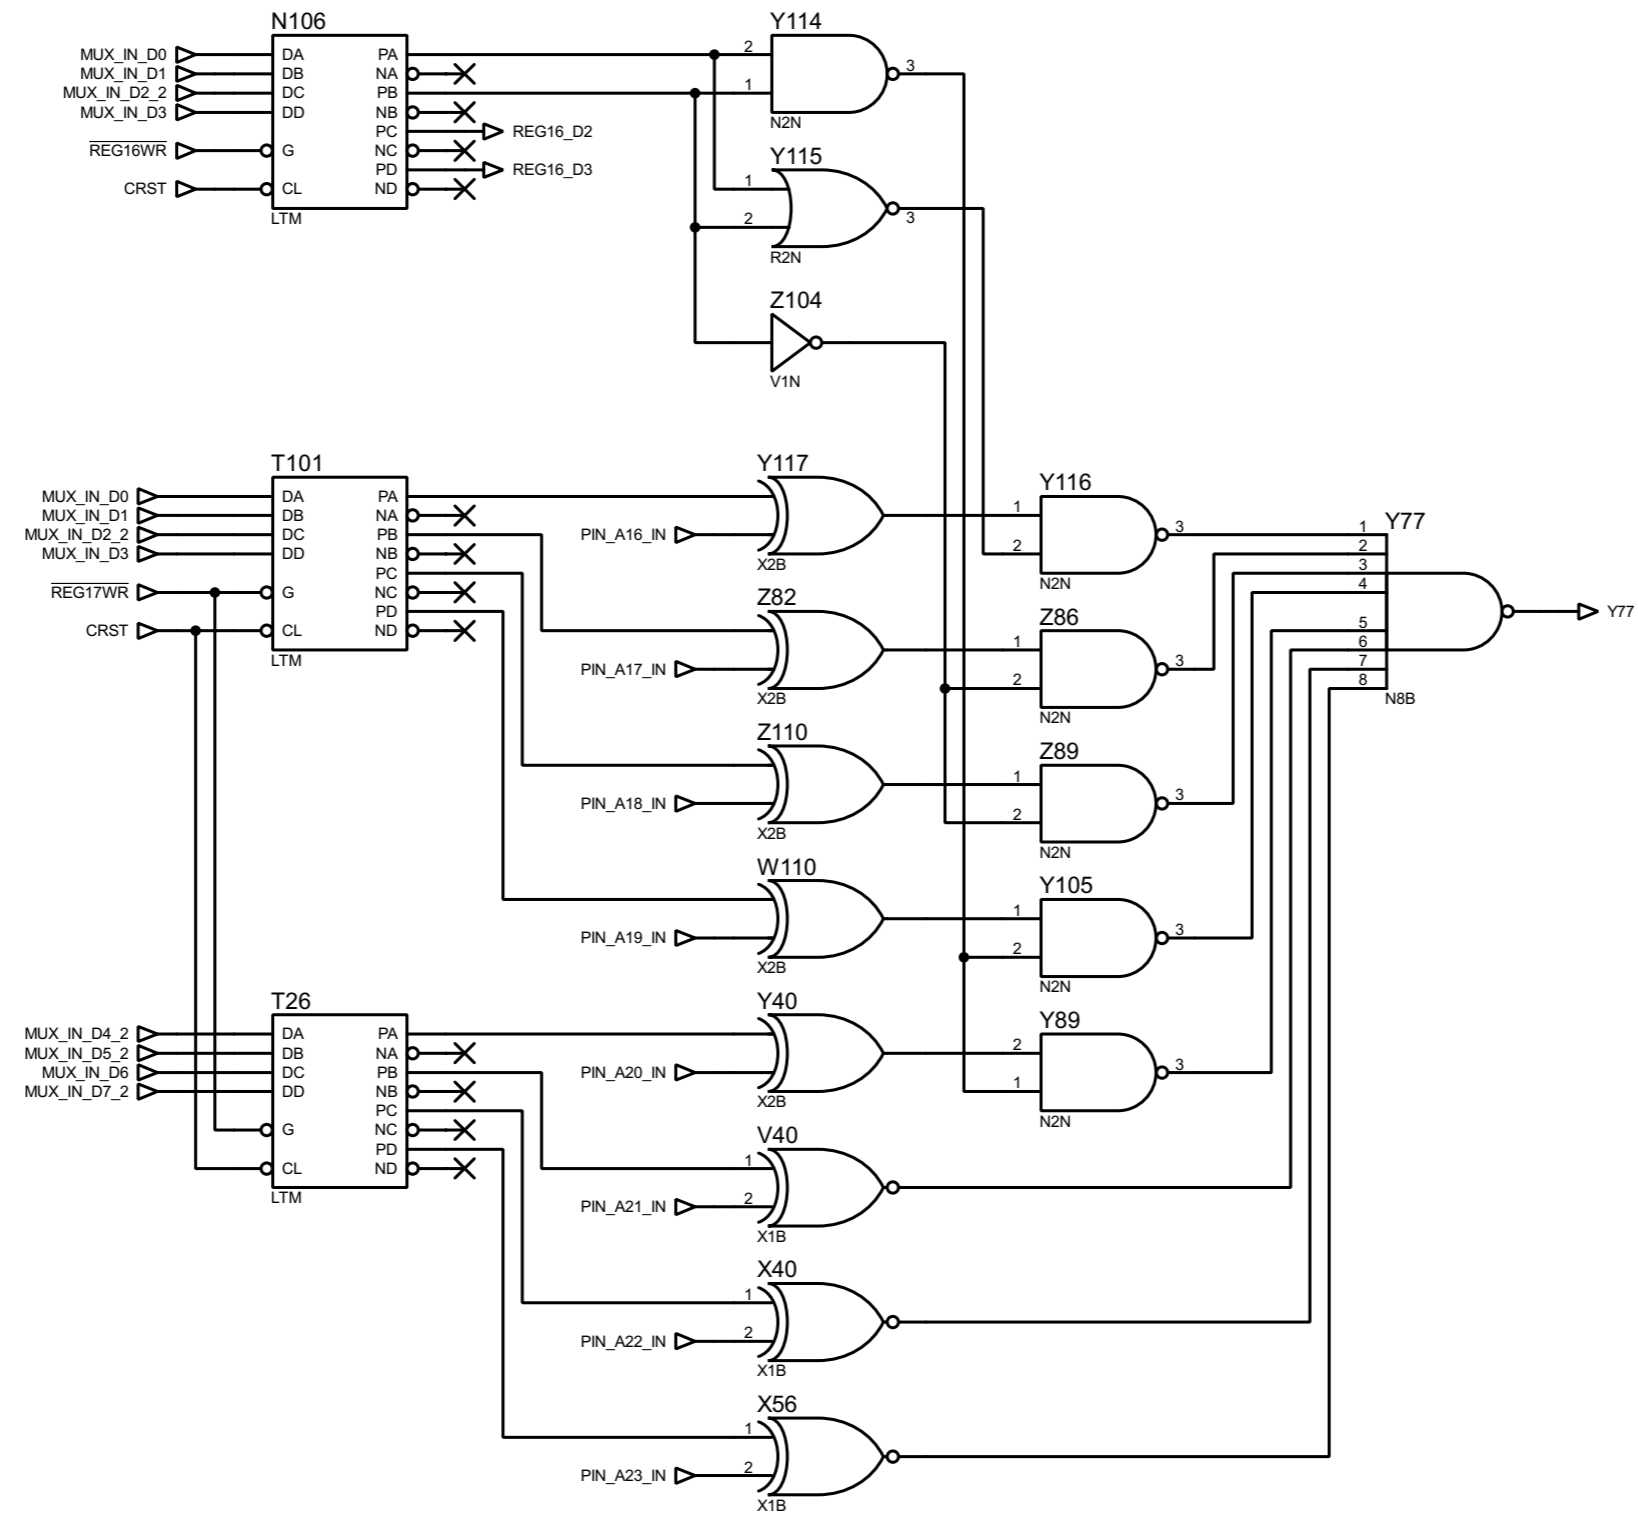 N106
MUX_IN_D0 DA PA
MUX_IN_D1 DB NA
MUX_IN_D2_2 DC PB
MUX_IN_D3 DD NB
PC REG16_D2
REG16WR G NC
PD REG16_D3
CRST CL ND
LTM
Y114
2
1
3
N2N
Y115
1
2
3
R2N
Z104
V1N
T101
MUX_IN_D0 DA PA
MUX_IN_D1 DB NA
MUX_IN_D2_2 DC PB
MUX_IN_D3 DD NB
PC
REG17WR G NC
PD
CRST CL ND
LTM
Y117
PIN_A16_IN
X2B
Z82
PIN_A17_IN
X2B
Z110
PIN_A18_IN
X2B
W110
PIN_A19_IN
X2B
Y116
1
2
3
N2N
Z86
1
2
3
N2N
Z89
1
2
3
N2N
Y105
1
2
3
N2N
Y77
1
2
3
4
5
6
7
8
N8B
Y77
T26
MUX_IN_D4_2 DA PA
MUX_IN_D5_2 DB NA
MUX_IN_D6 DC PB
MUX_IN_D7_2 DD NB
PC
G NC
PD
CL ND
LTM
Y40
PIN_A20_IN
X2B
Y89
2
1
3
N2N
V40
1
PIN_A21_IN 2
X1B
X40
1
PIN_A22_IN 2
X1B
X56
1
PIN_A23_IN 2
X1B